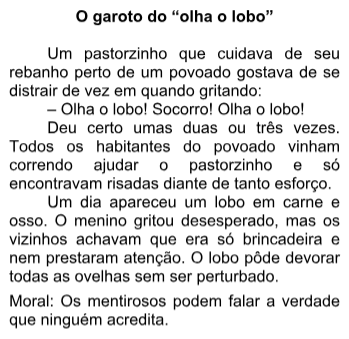 O garoto do “olha o lobo”
Um pastorzinho que cuidava de seu
rebanho perto de um povoado gostava de se
distrair de vez em quando gritando:
– Olha o lobo! Socorro! Olha o lobo!
Deu certo umas duas ou três vezes.
Todos os habitantes do povoado vinham
correndo ajudar o pastorzinho e só
encontravam risadas diante de tanto esforço.
Um dia apareceu um lobo em carne e
osso. O menino gritou desesperado, mas os
vizinhos achavam que era só brincadeira e
nem prestaram atenção. O lobo pôde devorar
todas as ovelhas sem ser perturbado.
Moral: Os mentirosos podem falar a verdade
que ninguém acredita.